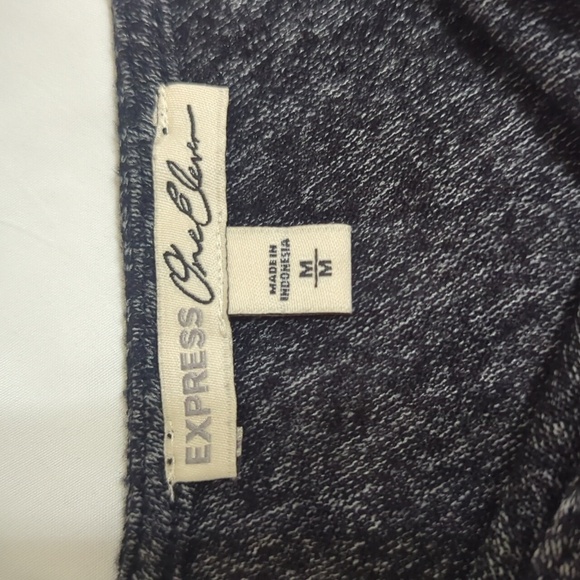 EXPRESS One Eleven
MADE IN
INDONESIA
M
M